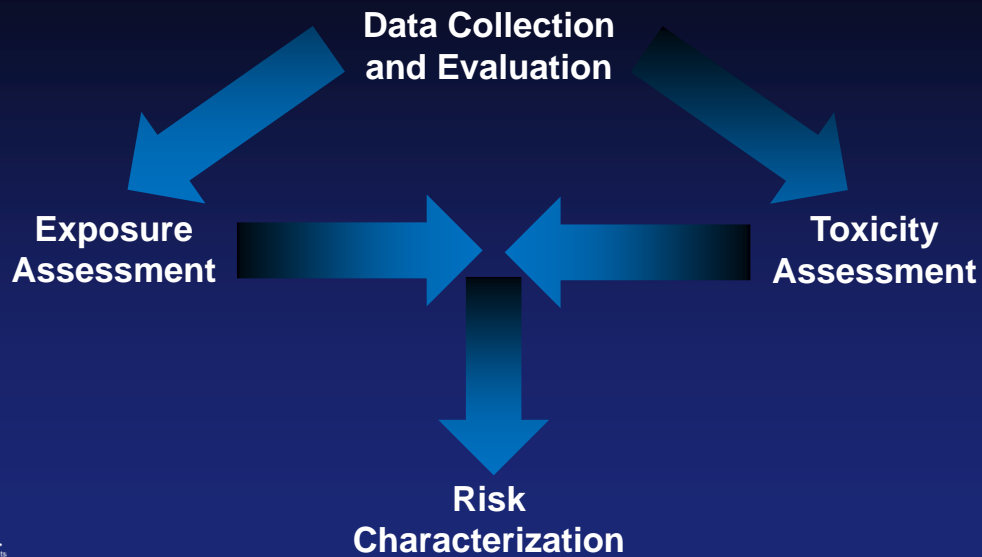 Data Collection
and Evaluation
Exposure
Assessment
Toxicity
Assessment
Risk
Characterization